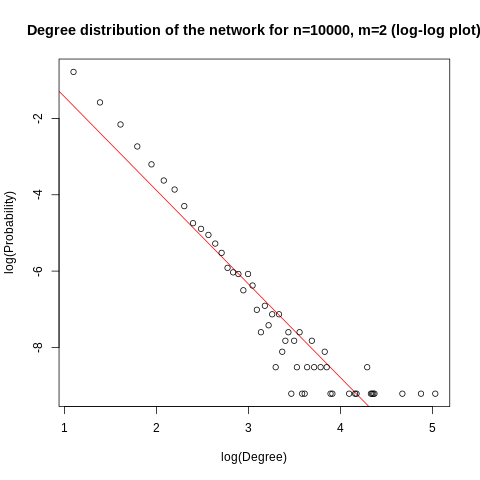 Degree distribution of the network for n=10000, m=2 (log-log plot)
log(Probability)
-2
-4
-6
-8
1 2 3 4 5
log(Degree)